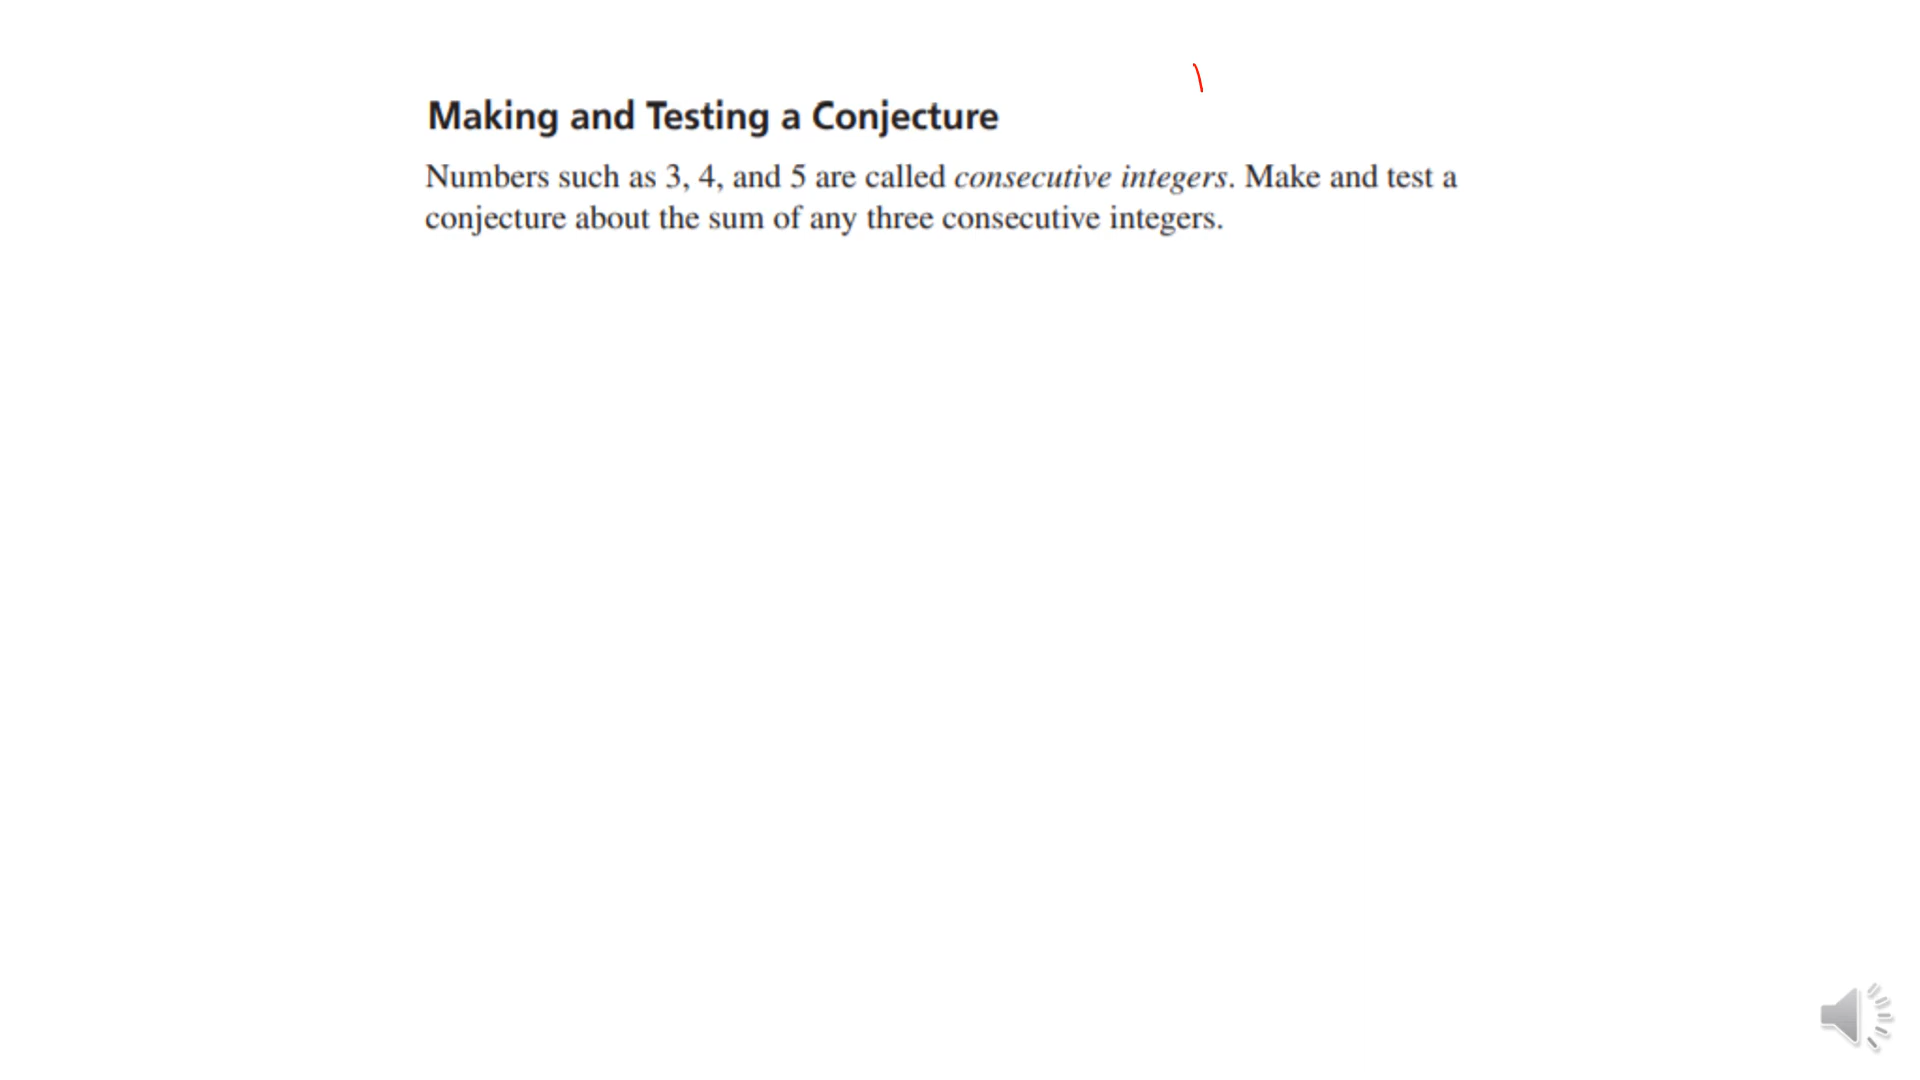 Making and Testing a Conjecture
Numbers such as 3, 4, and 5 are called consecutive integers. Make and test a
conjecture about the sum of any three consecutive integers.